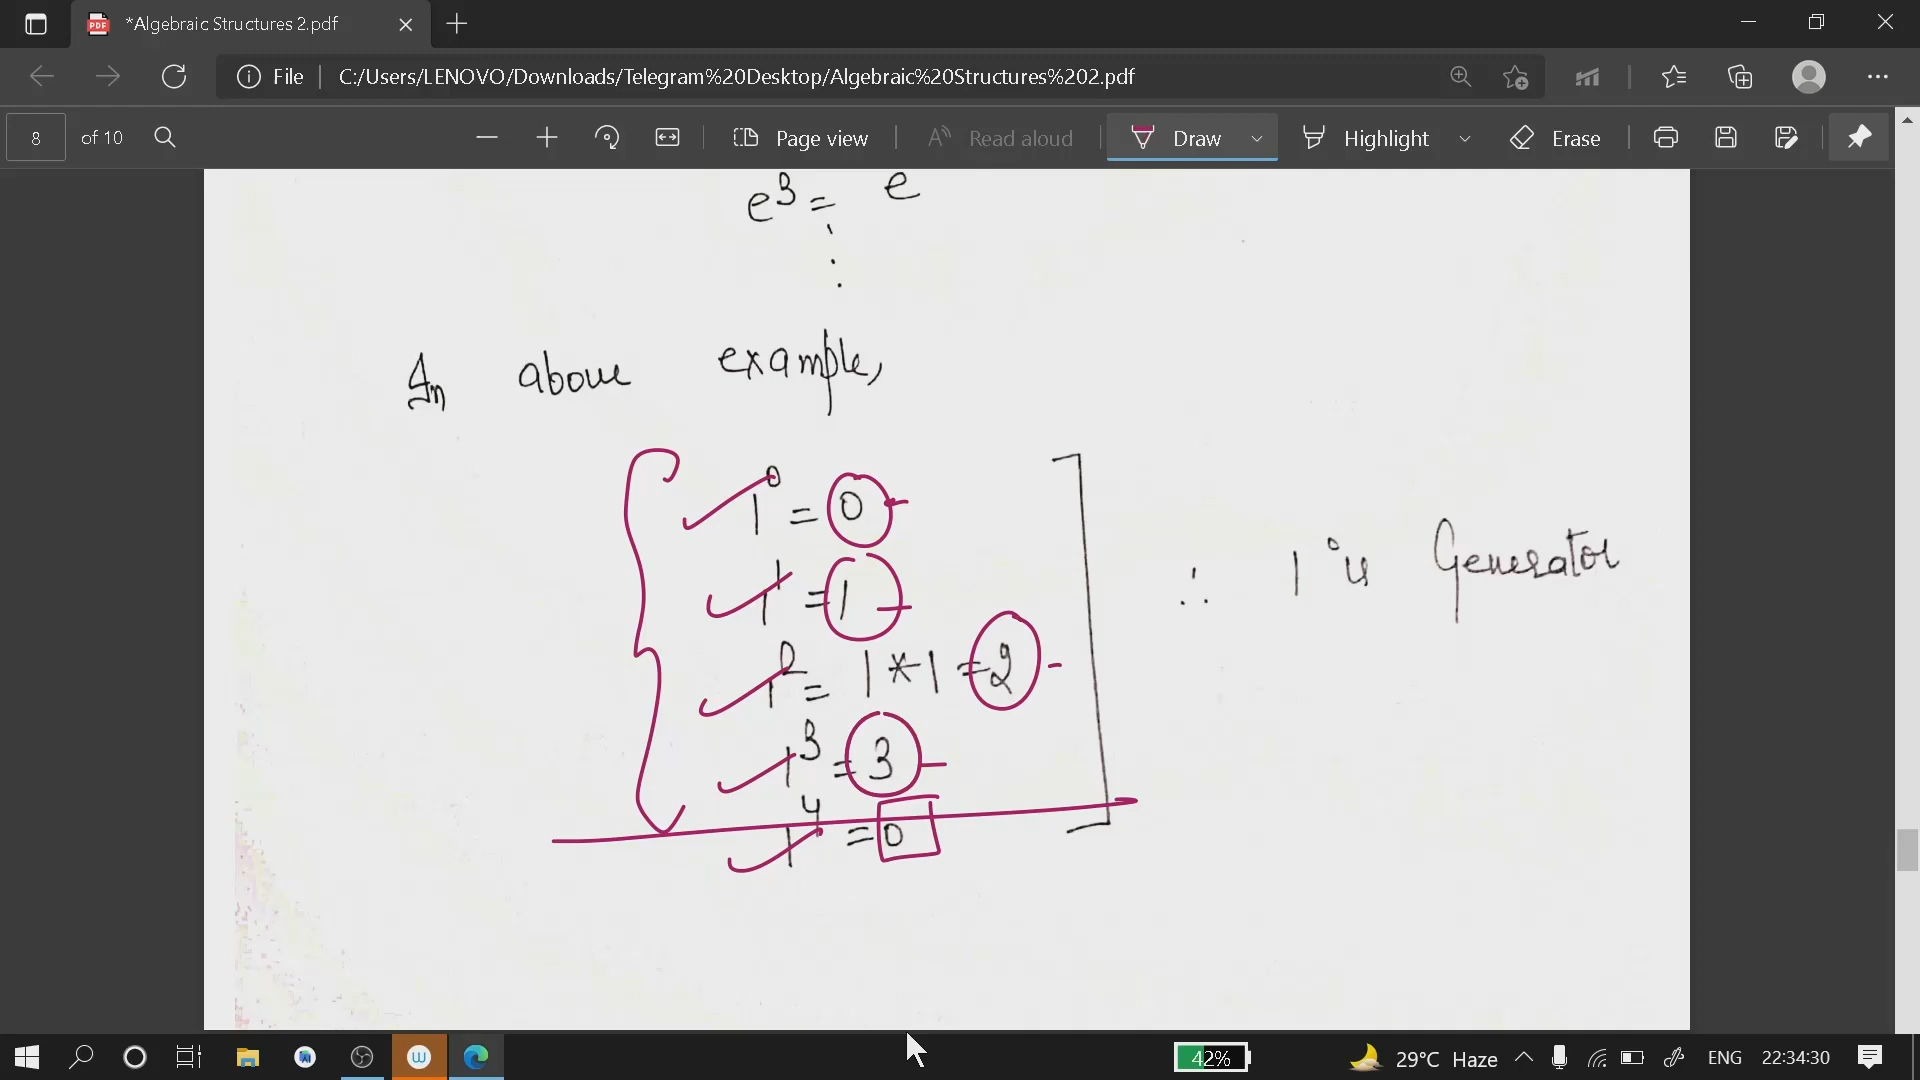 *Algebraic Structures 2.pdf
File C:/Users/LENOVO/Downloads/Telegram%20Desktop/Algebraic%20Structures%202.pdf
8 of 10 Page view Read aloud Draw Highlight Erase
e³ = e
In above example,
1⁰ = 0
1¹ = 1
1² = 1 * 1 = 2
1³ = 3
1⁴ = 0
∴ 1 is Generator
42% 29°C Haze ENG 22:34:30